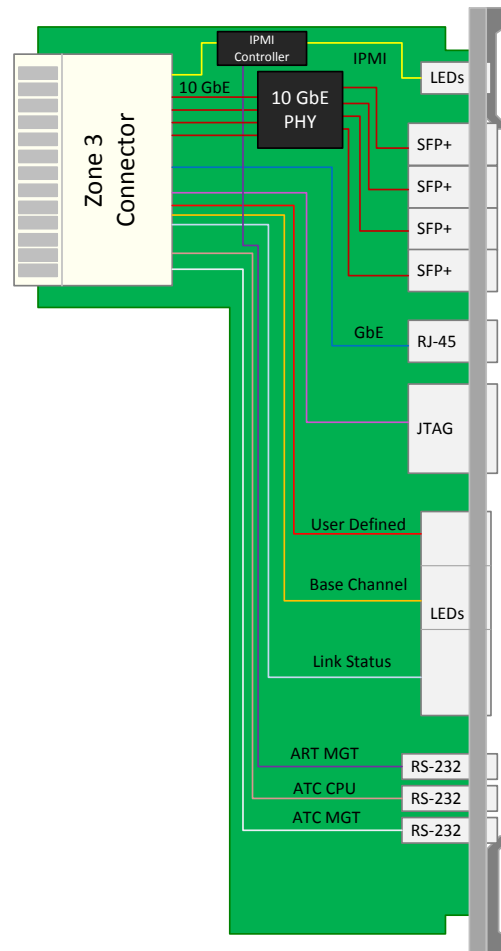 IPMI
Controller
IPMI
LEDs
10 GbE
10 GbE
PHY
Zone 3
Connector
SFP+
SFP+
SFP+
SFP+
GbE
RJ-45
JTAG
User Defined
Base Channel
LEDs
Link Status
ART MGT
RS-232
ATC CPU
RS-232
ATC MGT
RS-232